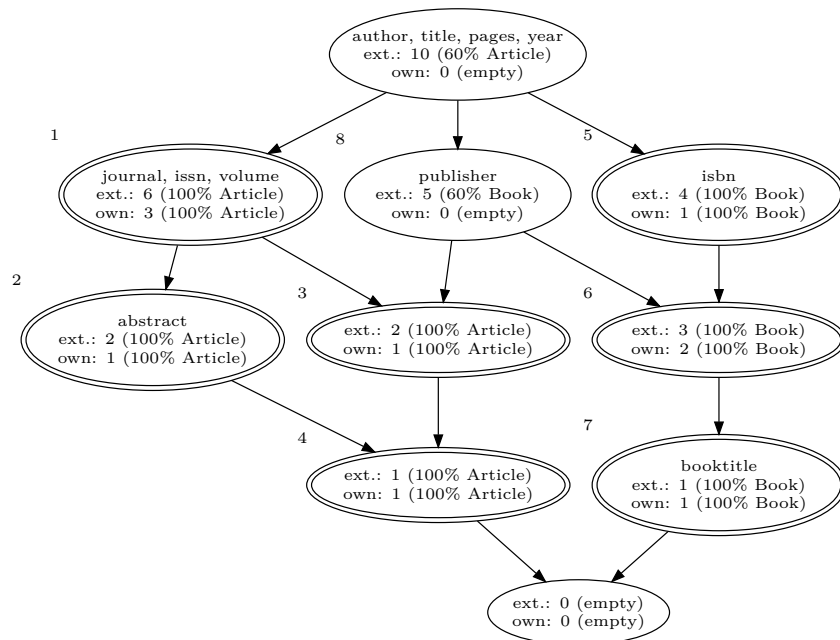 author, title, pages, year
ext.: 10 (60% Article)
own: 0 (empty)
1
8
5
journal, issn, volume
ext.: 6 (100% Article)
own: 3 (100% Article)
publisher
ext.: 5 (60% Book)
own: 0 (empty)
isbn
ext.: 4 (100% Book)
own: 1 (100% Book)
2
3
6
abstract
ext.: 2 (100% Article)
own: 1 (100% Article)
ext.: 2 (100% Article)
own: 1 (100% Article)
ext.: 3 (100% Book)
own: 2 (100% Book)
4
7
ext.: 1 (100% Article)
own: 1 (100% Article)
booktitle
ext.: 1 (100% Book)
own: 1 (100% Book)
ext.: 0 (empty)
own: 0 (empty)